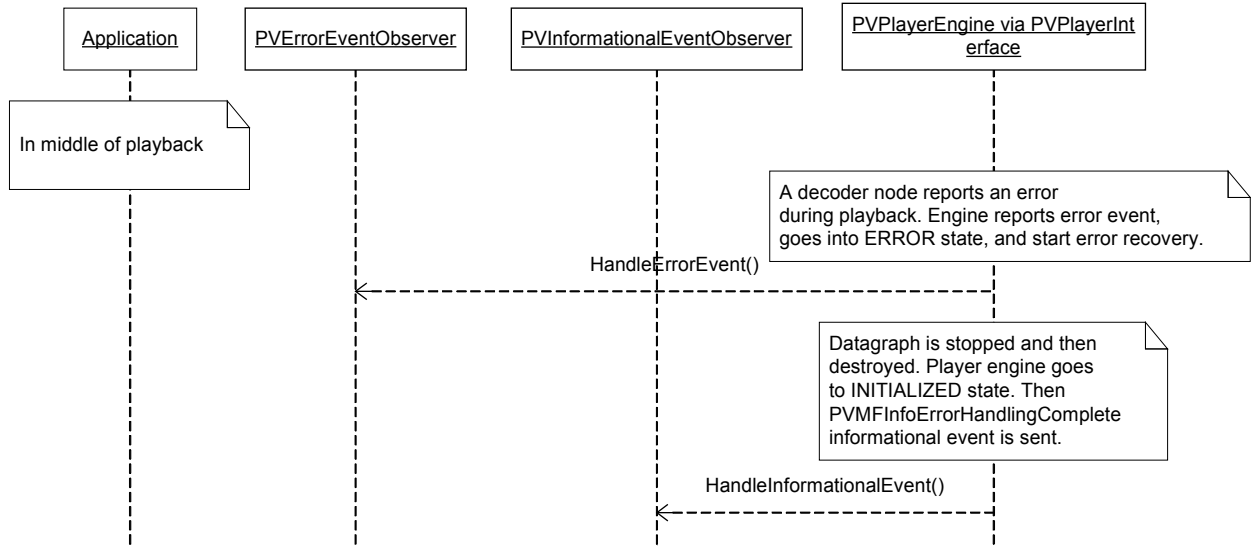 Application
PVErrorEventObserver
PVInformationalEventObserver
PVPlayerEngine via PVPlayerInt
erface
In middle of playback
A decoder node reports an error
during playback. Engine reports error event,
goes into ERROR state, and start error recovery.
HandleErrorEvent()
Datagraph is stopped and then
destroyed. Player engine goes
to INITIALIZED state. Then
PVMFInfoErrorHandlingComplete
informational event is sent.
HandleInformationalEvent()